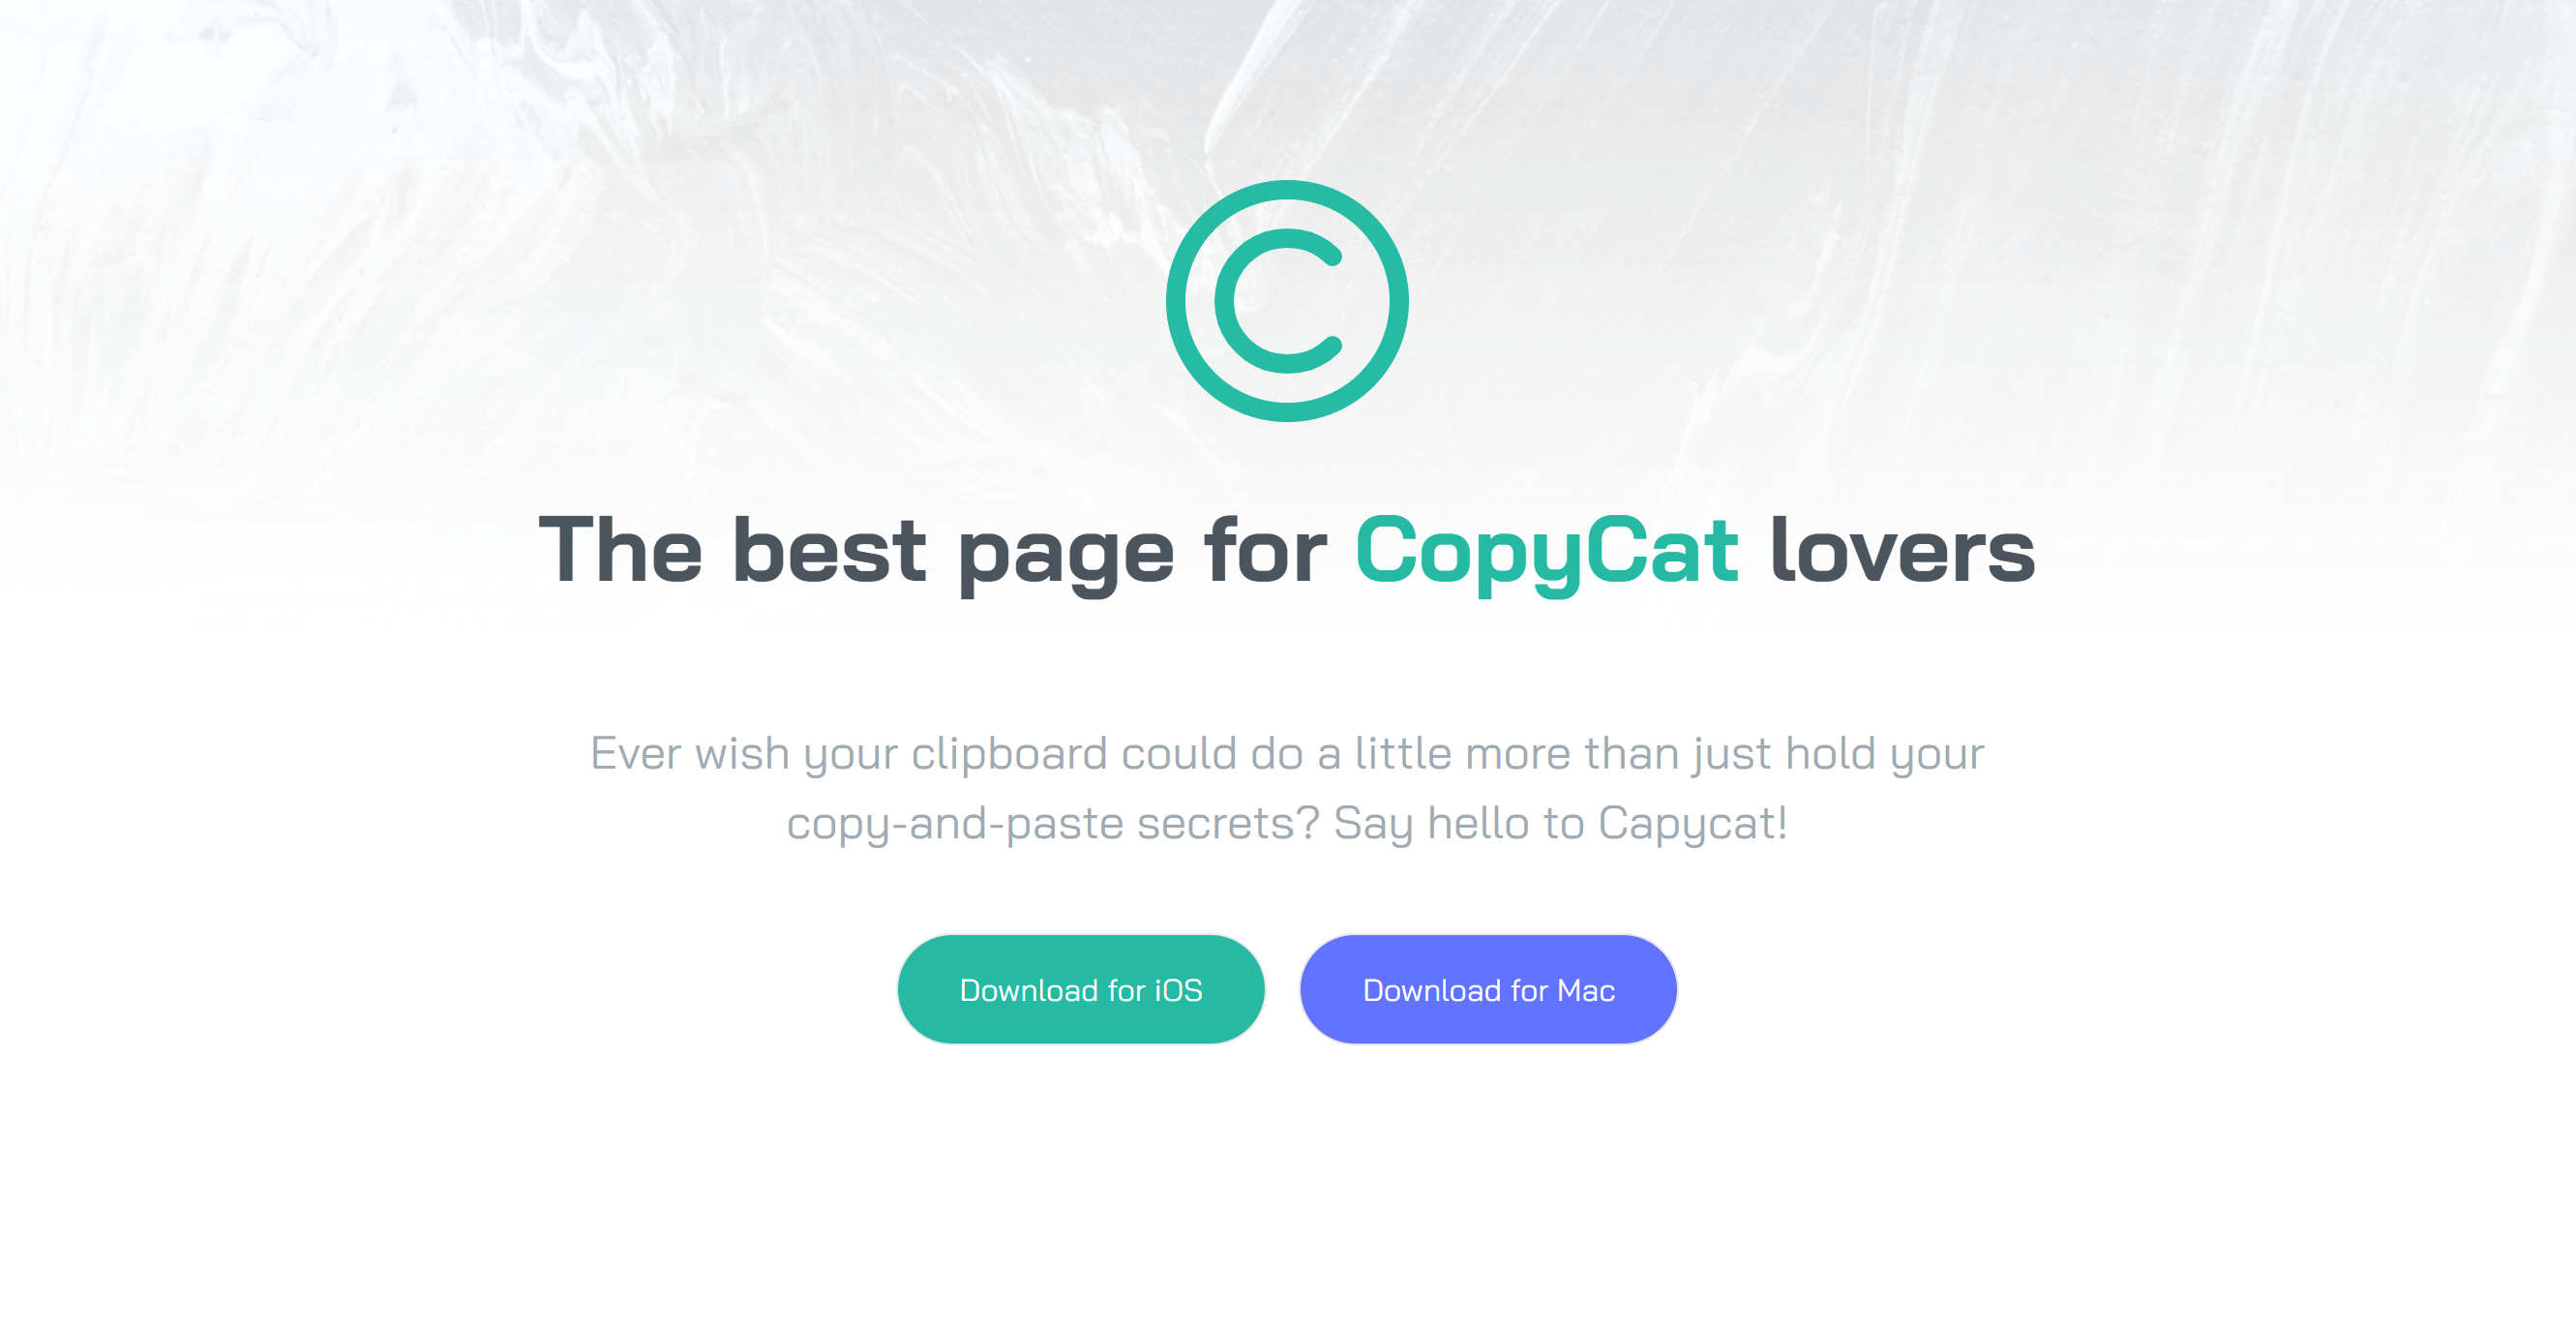 The best page for CopyCat lovers
Ever wish your clipboard could do a little more than just hold your
copy-and-paste secrets? Say hello to Capycat!
Download for iOS
Download for Mac